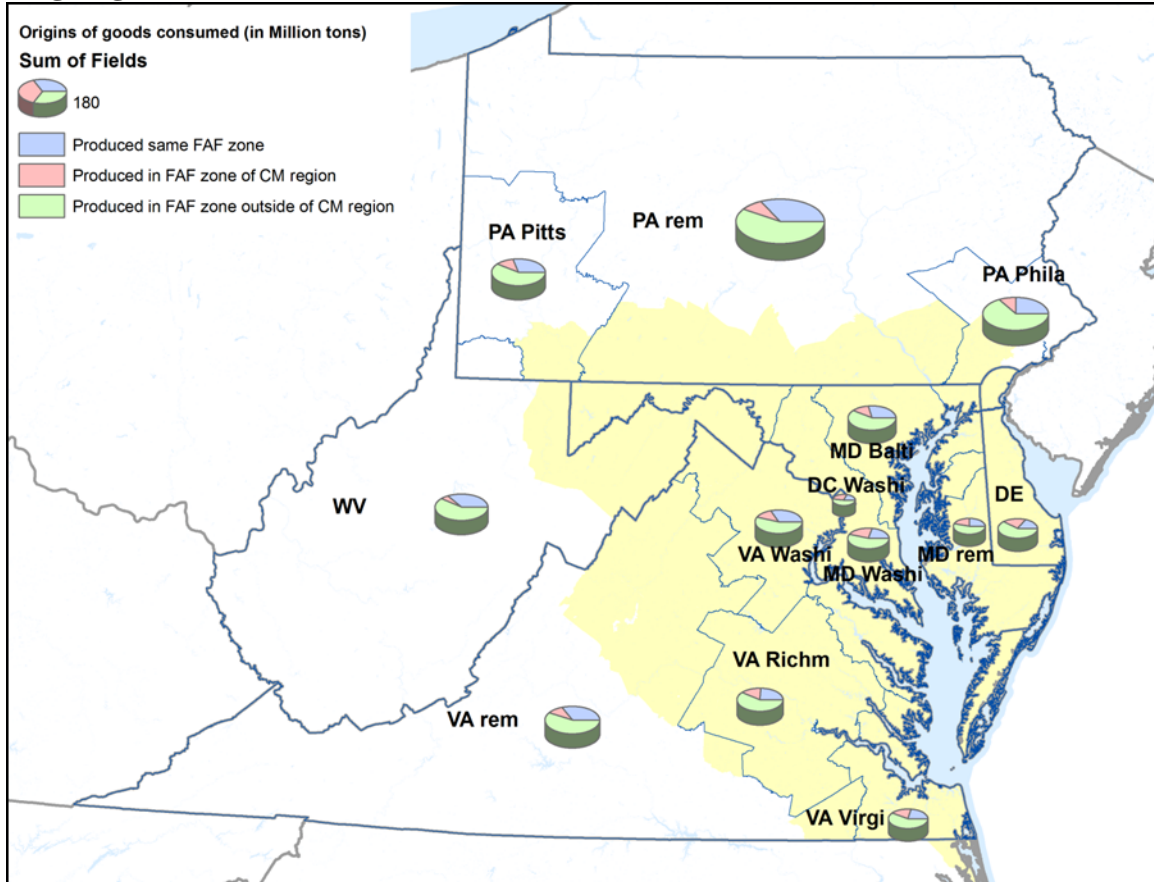 Origins of goods consumed (in Million tons)
Sum of Fields
180
Produced same FAF zone
Produced in FAF zone of CM region
Produced in FAF zone outside of CM region
PA Pitts
PA rem
PA Phila
MD Balti
DC Washi
WV
DE
VA Washi
MD rem
MD Washi
VA Richm
VA rem
VA Virgi